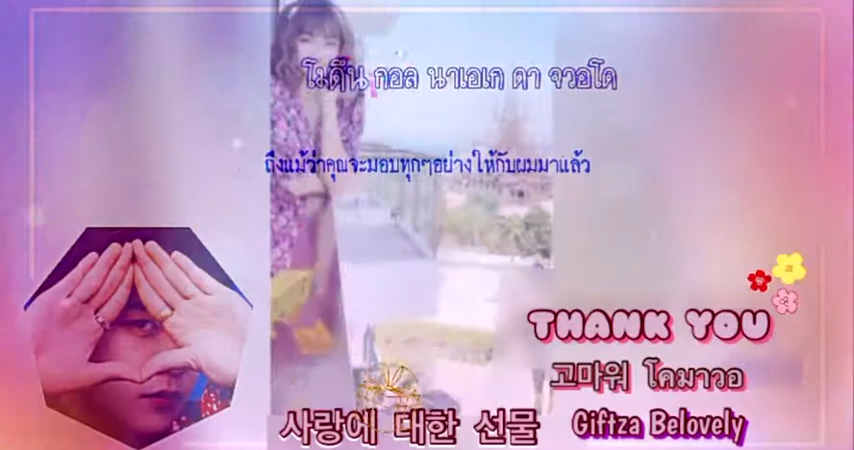 โมดึน กอล นาเอเก ดา จวอโด
ถึงแม้ว่าคุณจะมอบทุกๆอย่างให้กับผมมาแล้ว
THANK YOU
고마워 โคมาวอ
사랑에 대한 선물 Giftza Belovely